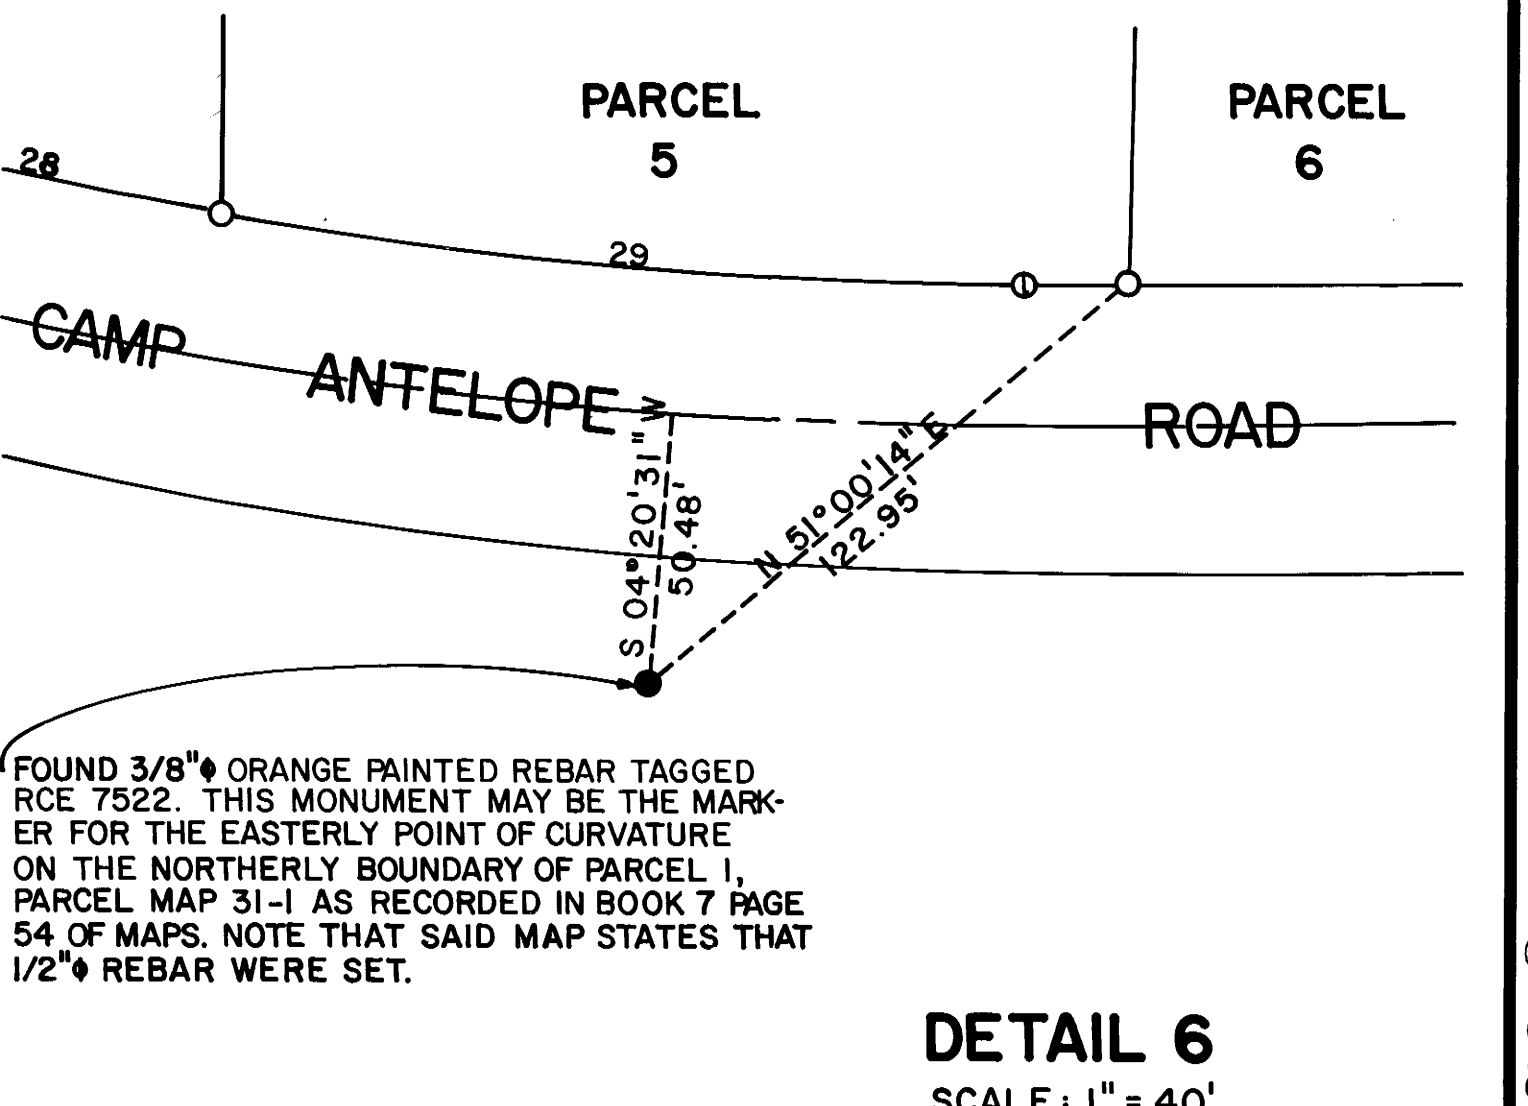 PARCEL
5
PARCEL
6
28
29
CAMP ANTELOPE ROAD
S 04° 20' 31" W
50.48'
N 51° 00' 14" E
122.95'
FOUND 3/8"ϕ ORANGE PAINTED REBAR TAGGED
RCE 7522. THIS MONUMENT MAY BE THE MARK-
ER FOR THE EASTERLY POINT OF CURVATURE
ON THE NORTHERLY BOUNDARY OF PARCEL 1,
PARCEL MAP 31-1 AS RECORDED IN BOOK 7 PAGE
54 OF MAPS. NOTE THAT SAID MAP STATES THAT
1/2"ϕ REBAR WERE SET.
DETAIL 6
SCALE: 1" = 40'